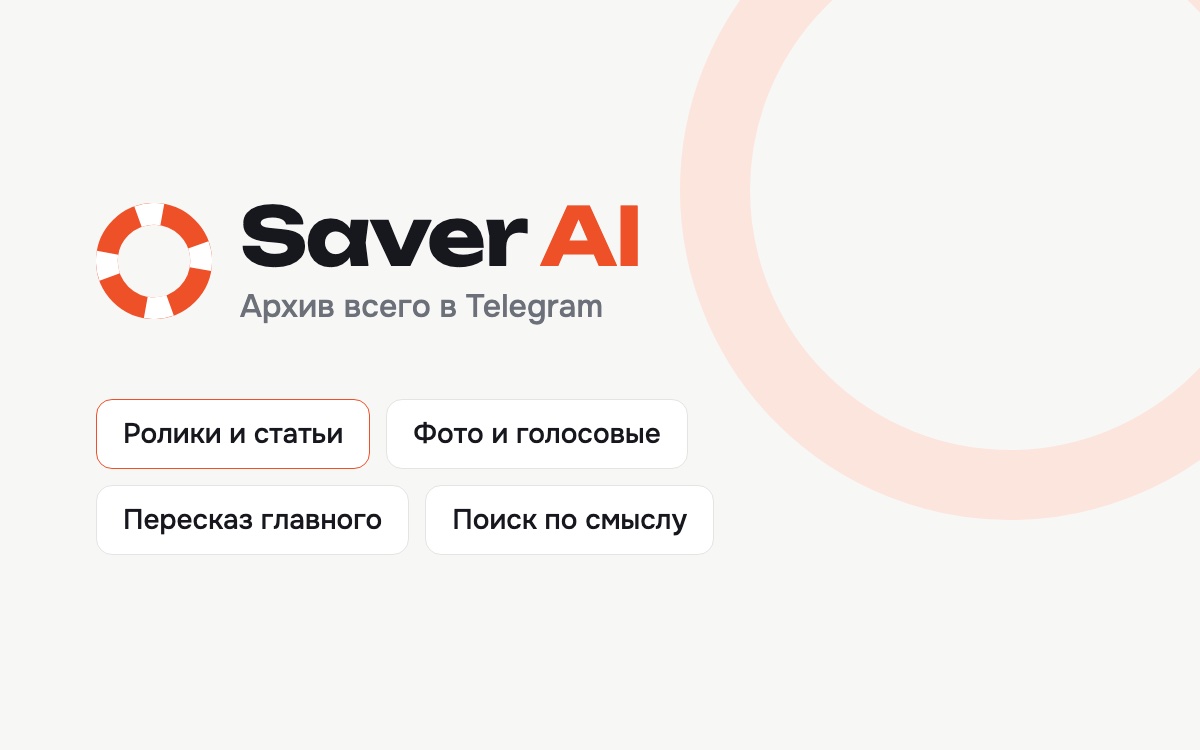 Saver AI
Архив всего в Telegram
Ролики и статьи
Фото и голосовые
Пересказ главного
Поиск по смыслу